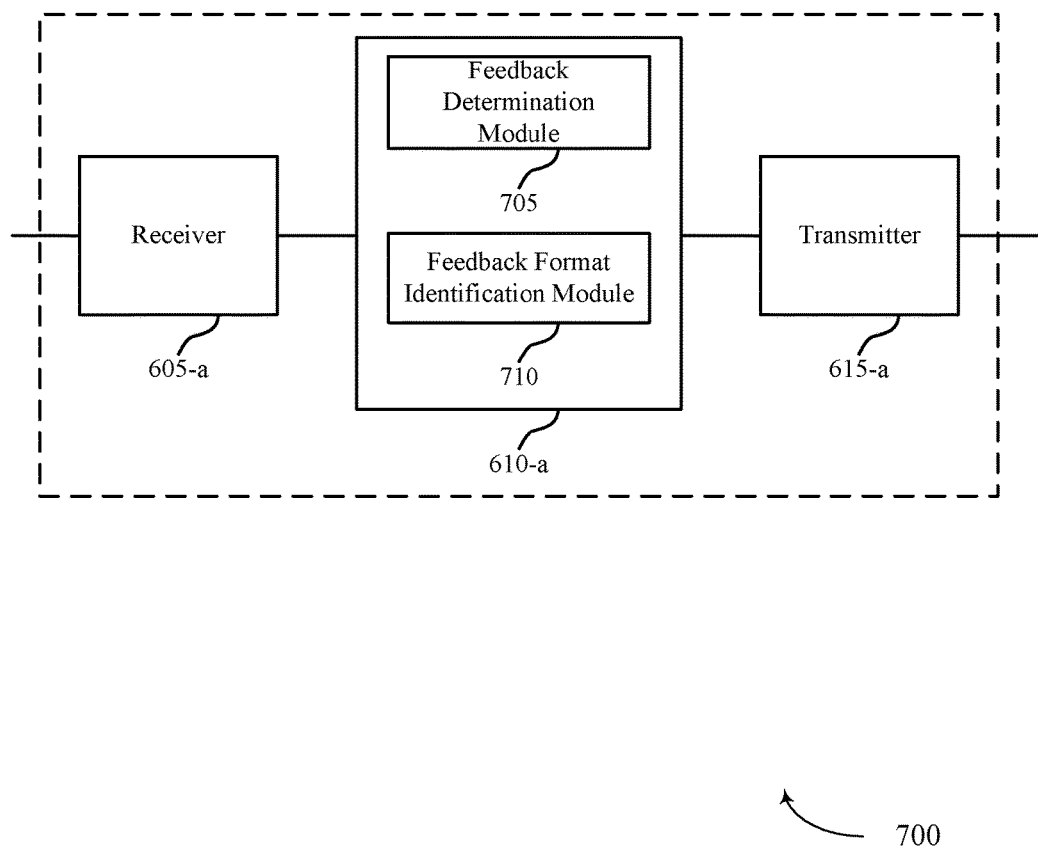 Feedback
Determination
Module
705
Receiver
Transmitter
Feedback Format
Identification Module
605-a
710
615-a
610-a
700